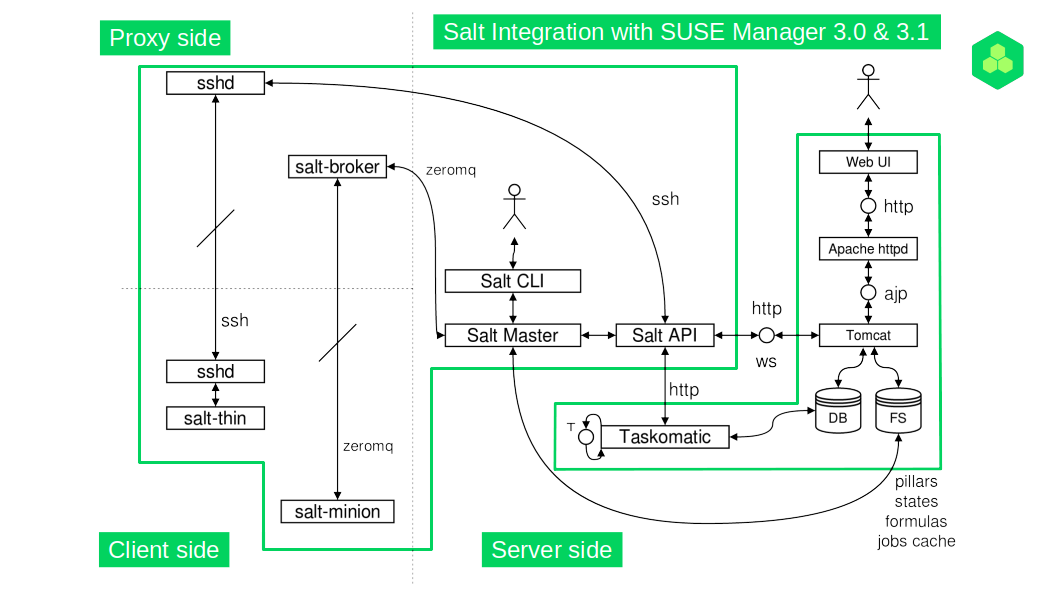 Proxy side
Salt Integration with SUSE Manager 3.0 & 3.1
sshd
salt-broker
zeromq
ssh
Web UI
http
Apache httpd
Salt CLI
ajp
ssh
http
Salt Master
Salt API
Tomcat
ws
sshd
http
salt-thin
DB
FS
T
Taskomatic
zeromq
pillars
states
formulas
jobs cache
salt-minion
Client side
Server side